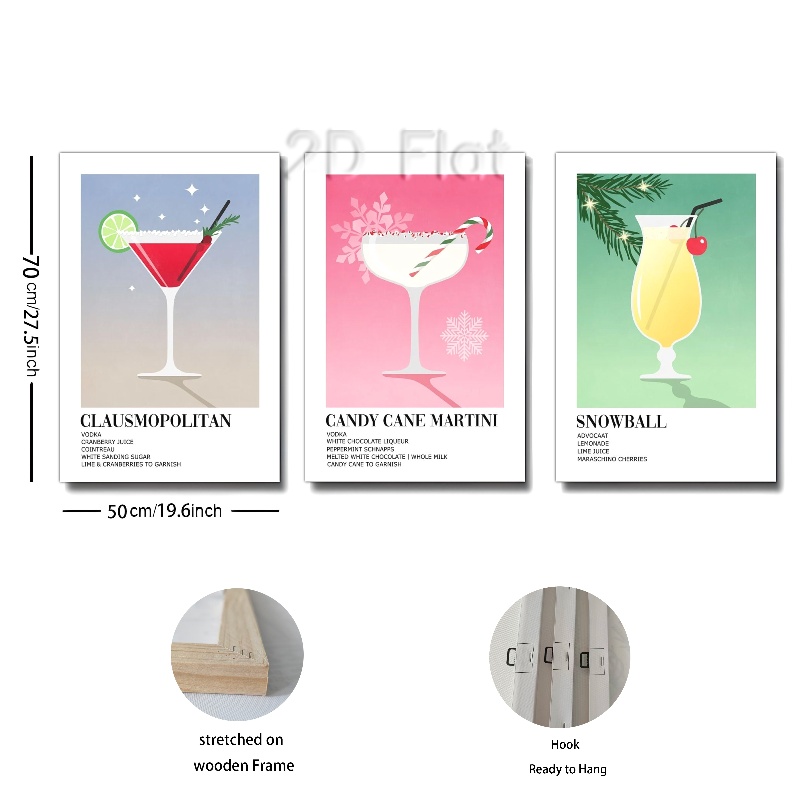 2D Flat
70 cm/27.5inch
CLAUSMOPOLITAN
VODKA
CRANBERRY JUICE
COINTREAU
WHITE SANDING SUGAR
LIME & CRANBERRIES TO GARNISH
CANDY CANE MARTINI
VODKA
WHITE CHOCOLATE LIQUEUR
PEPPERMINT SCHNAPPS
MELTED WHITE CHOCOLATE | WHOLE MILK
CANDY CANE TO GARNISH
SNOWBALL
ADVOCAAT
LEMONADE
LIME JUICE
MARASCHINO CHERRIES
50 cm/19.6inch
stretched on
wooden Frame
Hook
Ready to Hang